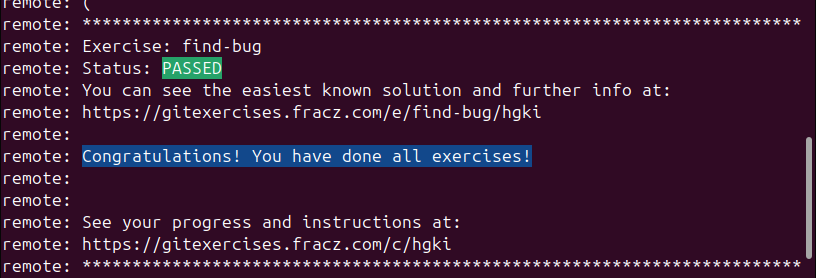 remote: (
remote: ************************************************************************
remote: Exercise: find-bug
remote: Status: PASSED
remote: You can see the easiest known solution and further info at:
remote: https://gitexercises.fracz.com/e/find-bug/hgki
remote:
remote: Congratulations! You have done all exercises!
remote:
remote:
remote: See your progress and instructions at:
remote: https://gitexercises.fracz.com/c/hgki
remote: ************************************************************************